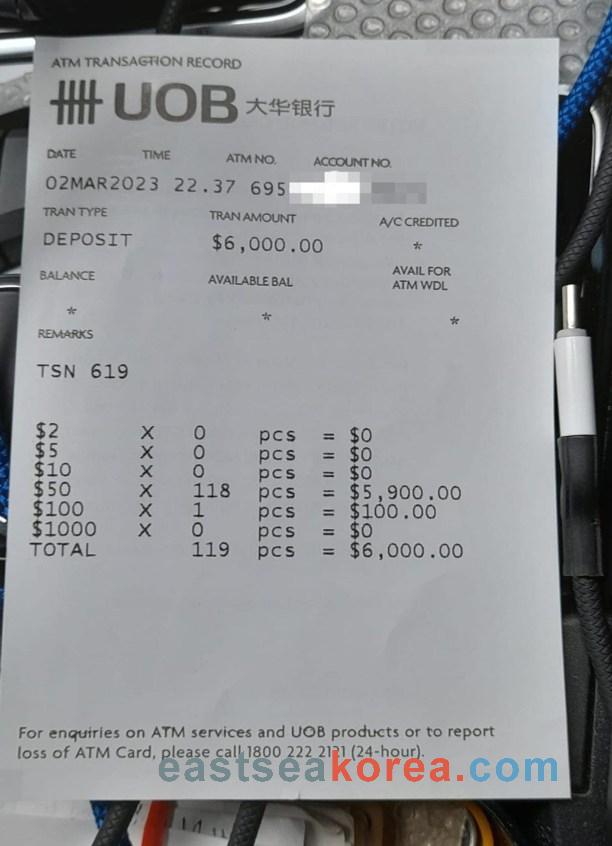 ATM TRANSACTION RECORD
UOB 大华银行
DATE TIME ATM NO. ACCOUNT NO.
02MAR2023 22.37 695
TRAN TYPE TRAN AMOUNT A/C CREDITED
DEPOSIT $6,000.00 *
BALANCE AVAILABLE BAL AVAIL FOR
ATM WDL
* * *
REMARKS
TSN 619
$2 X 0 pcs = $0
$5 X 0 pcs = $0
$10 X 0 pcs = $0
$50 X 118 pcs = $5,900.00
$100 X 1 pcs = $100.00
$1000 X 0 pcs = $0
TOTAL 119 pcs = $6,000.00
For enquiries on ATM services and UOB products or to report
loss of ATM Card, please call 1800 222 2121 (24-hour).
eastseakorea.com